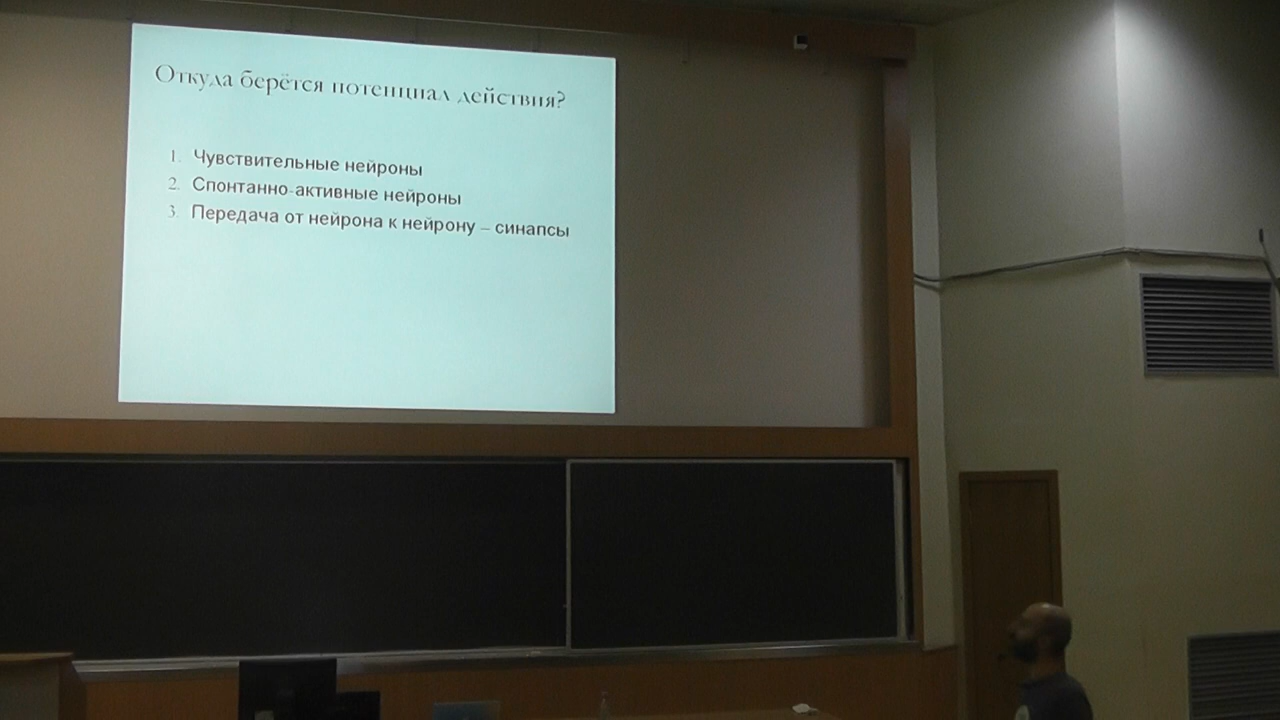 Откуда берётся потенциал действия?
1. Чувствительные нейроны
2. Спонтанно-активные нейроны
3. Передача от нейрона к нейрону – синапсы